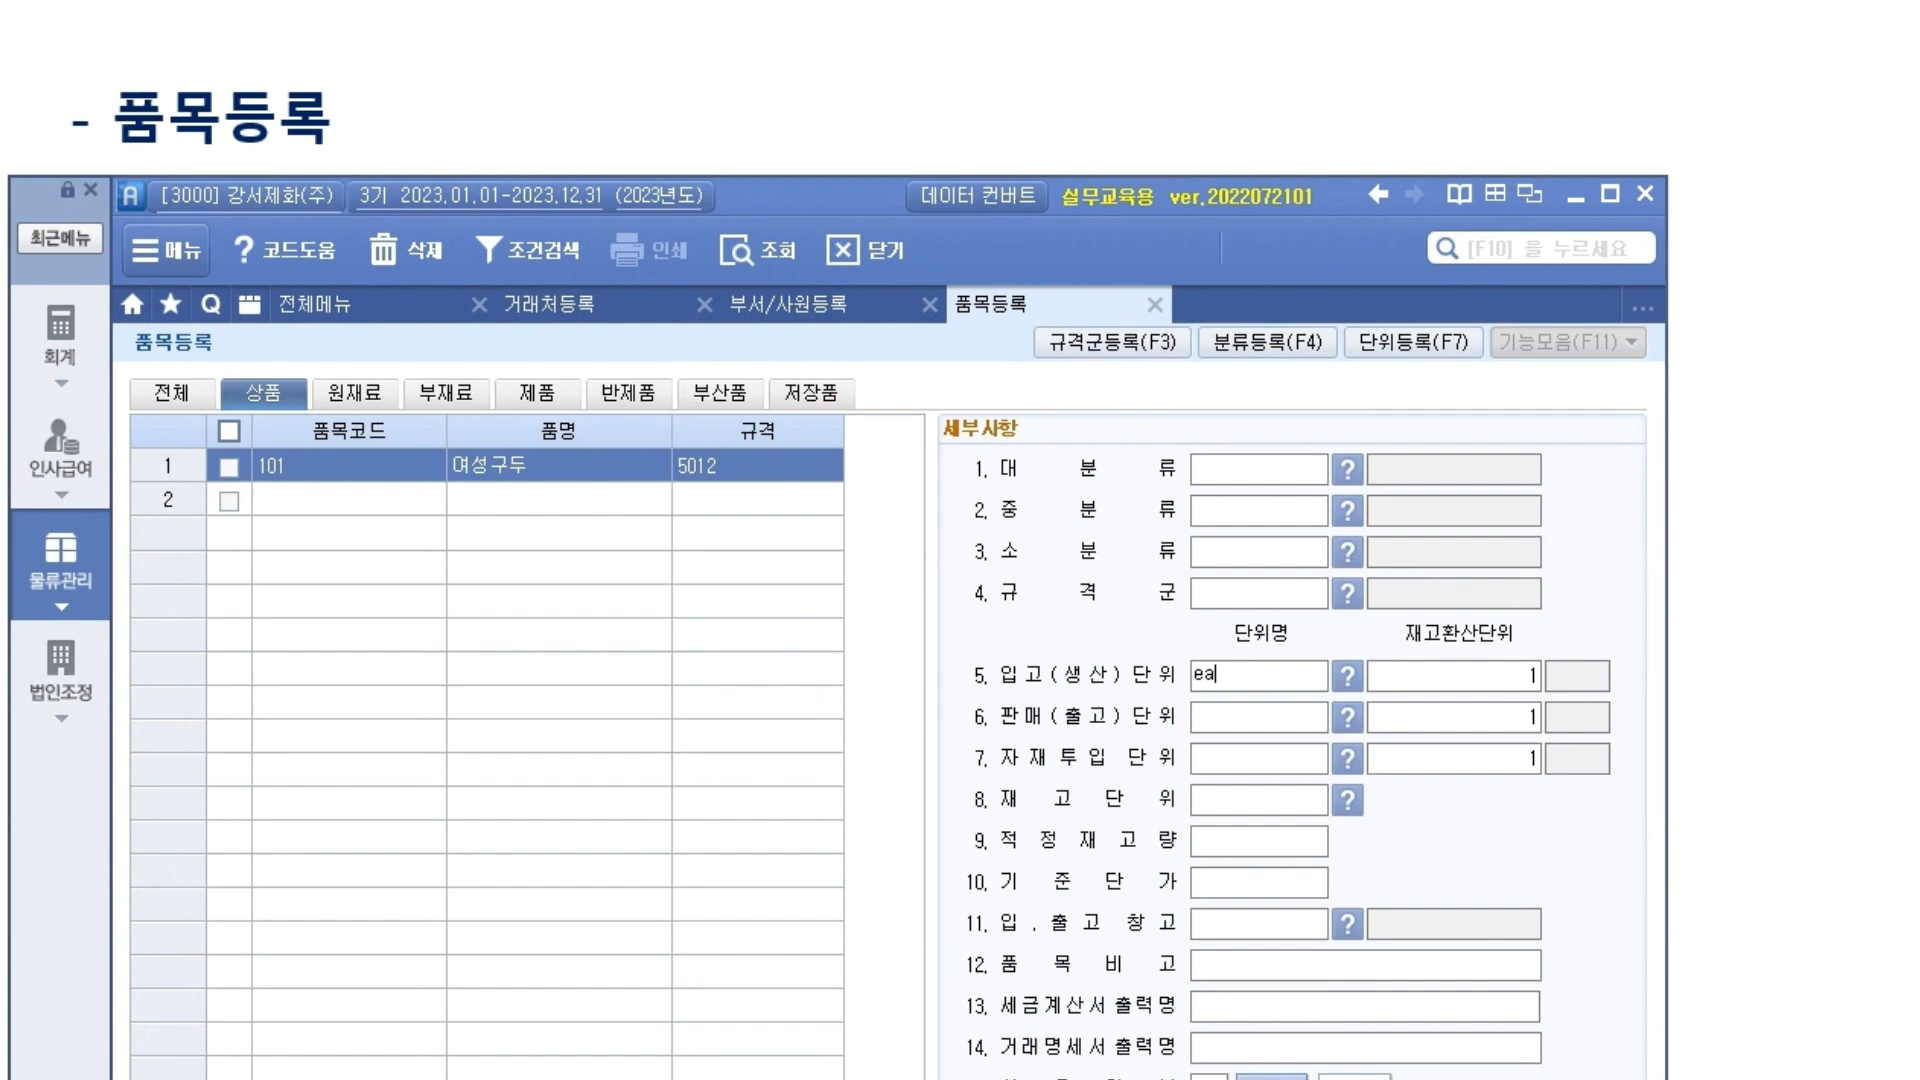 - 품목등록
[3000] 강서제화(주) 3기 2023.01.01-2023.12.31 (2023년도) 데이터 컨버트 실무교육용 ver.2022072101
최근메뉴
메뉴 ? 코드도움 삭제 조건검색 인쇄 조회 닫기 [F10] 을 누르세요
전체메뉴 거래처등록 부서/사원등록 품목등록 ...
품목등록 규격군등록(F3) 분류등록(F4) 단위등록(F7) 기능모음(F11)
회계
인사급여
물류관리
법인조정
전체 상품 원재료 부재료 제품 반제품 부산품 저장품
품목코드 품명 규격
1 101 여성구두 5012
2
세부사항
1. 대 분 류 ?
2. 중 분 류 ?
3. 소 분 류 ?
4. 규 격 군 ?
단위명 재고환산단위
5. 입고(생산)단위 ea ? 1
6. 판매(출고)단위 ? 1
7. 자재투입 단위 ? 1
8. 재 고 단 위 ?
9. 적 정 재 고 량
10. 기 준 단 가
11. 입 . 출 고 창 고 ?
12. 품 목 비 고
13. 세금계산서출력명
14. 거래명세서출력명